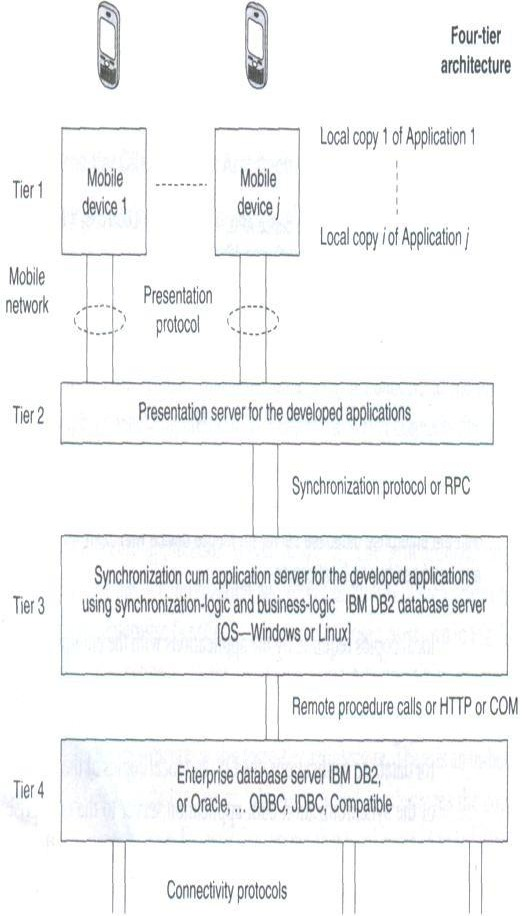 Four-tier
architecture
Tier 1
Mobile
device 1
Mobile
device j
Local copy 1 of Application 1
Local copy i of Application j
Mobile
network
Presentation
protocol
Tier 2
Presentation server for the developed applications
Synchronization protocol or RPC
Tier 3
Synchronization cum application server for the developed applications
using synchronization-logic and business-logic IBM DB2 database server
[OS—Windows or Linux]
Remote procedure calls or HTTP or COM
Tier 4
Enterprise database server IBM DB2,
or Oracle, ... ODBC, JDBC, Compatible
Connectivity protocols